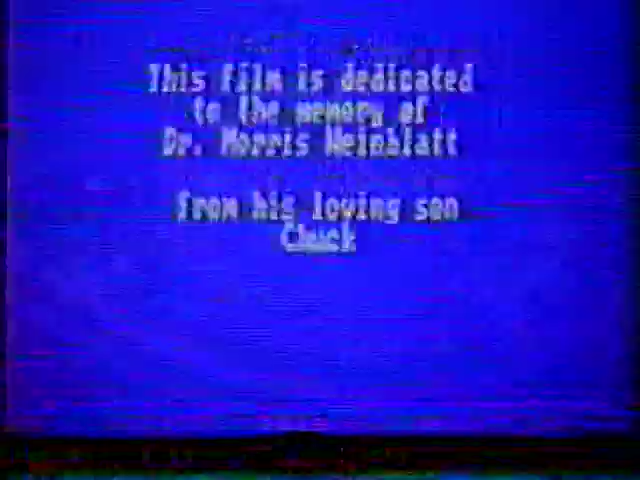 This film is dedicated
to the memory of
Dr. Morris Weinblatt
from his loving son
Chuck